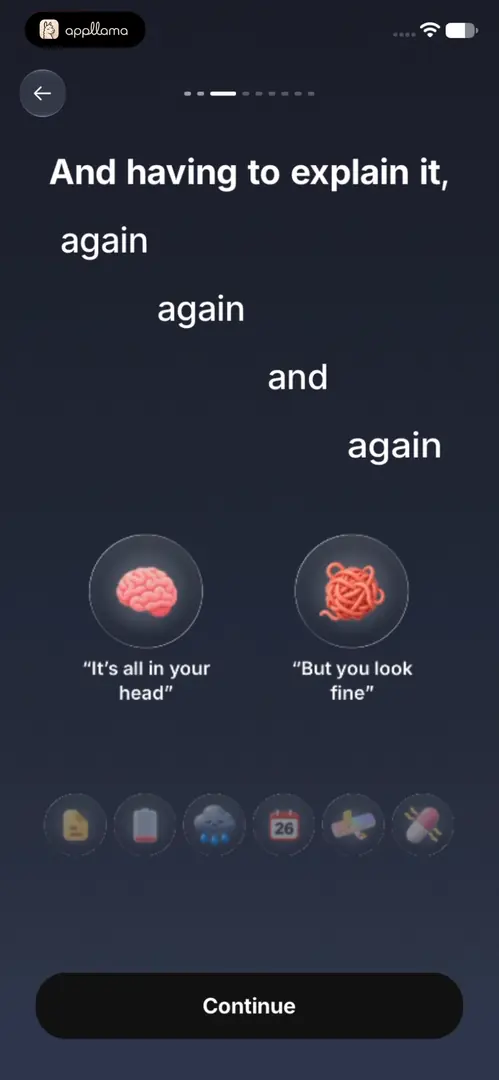 appllama
And having to explain it,
again
again
and
again
“It’s all in your
head”
“But you look
fine”
26
Continue